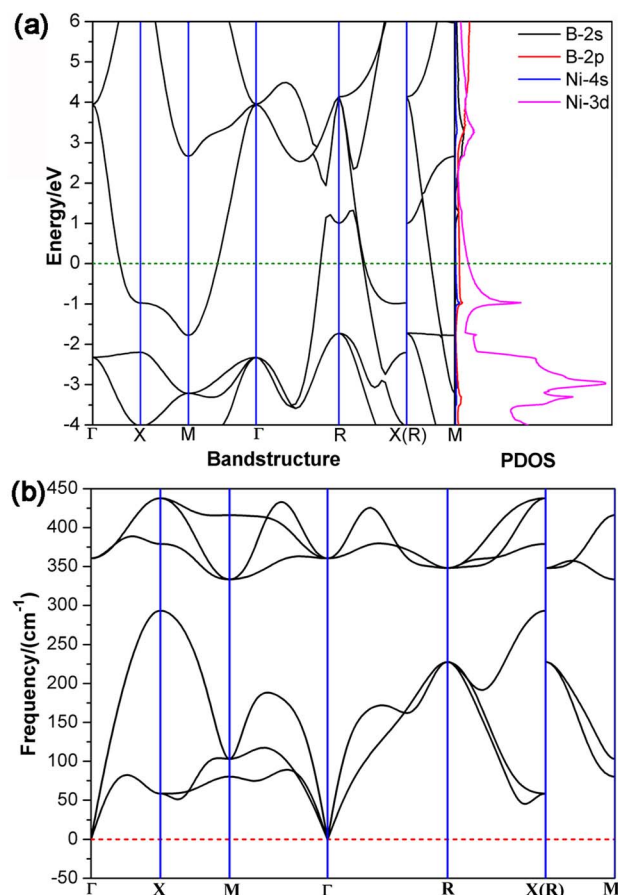 (a)
B-2s
B-2p
Ni-4s
Ni-3d
Energy/eV
6
5
4
3
2
1
0
-1
-2
-3
-4
Γ X M Γ R X(R) M
Bandstructure PDOS
(b)
Frequency/(cm⁻¹)
450
400
350
300
250
200
150
100
50
0
-50
Γ X M Γ R X(R) M